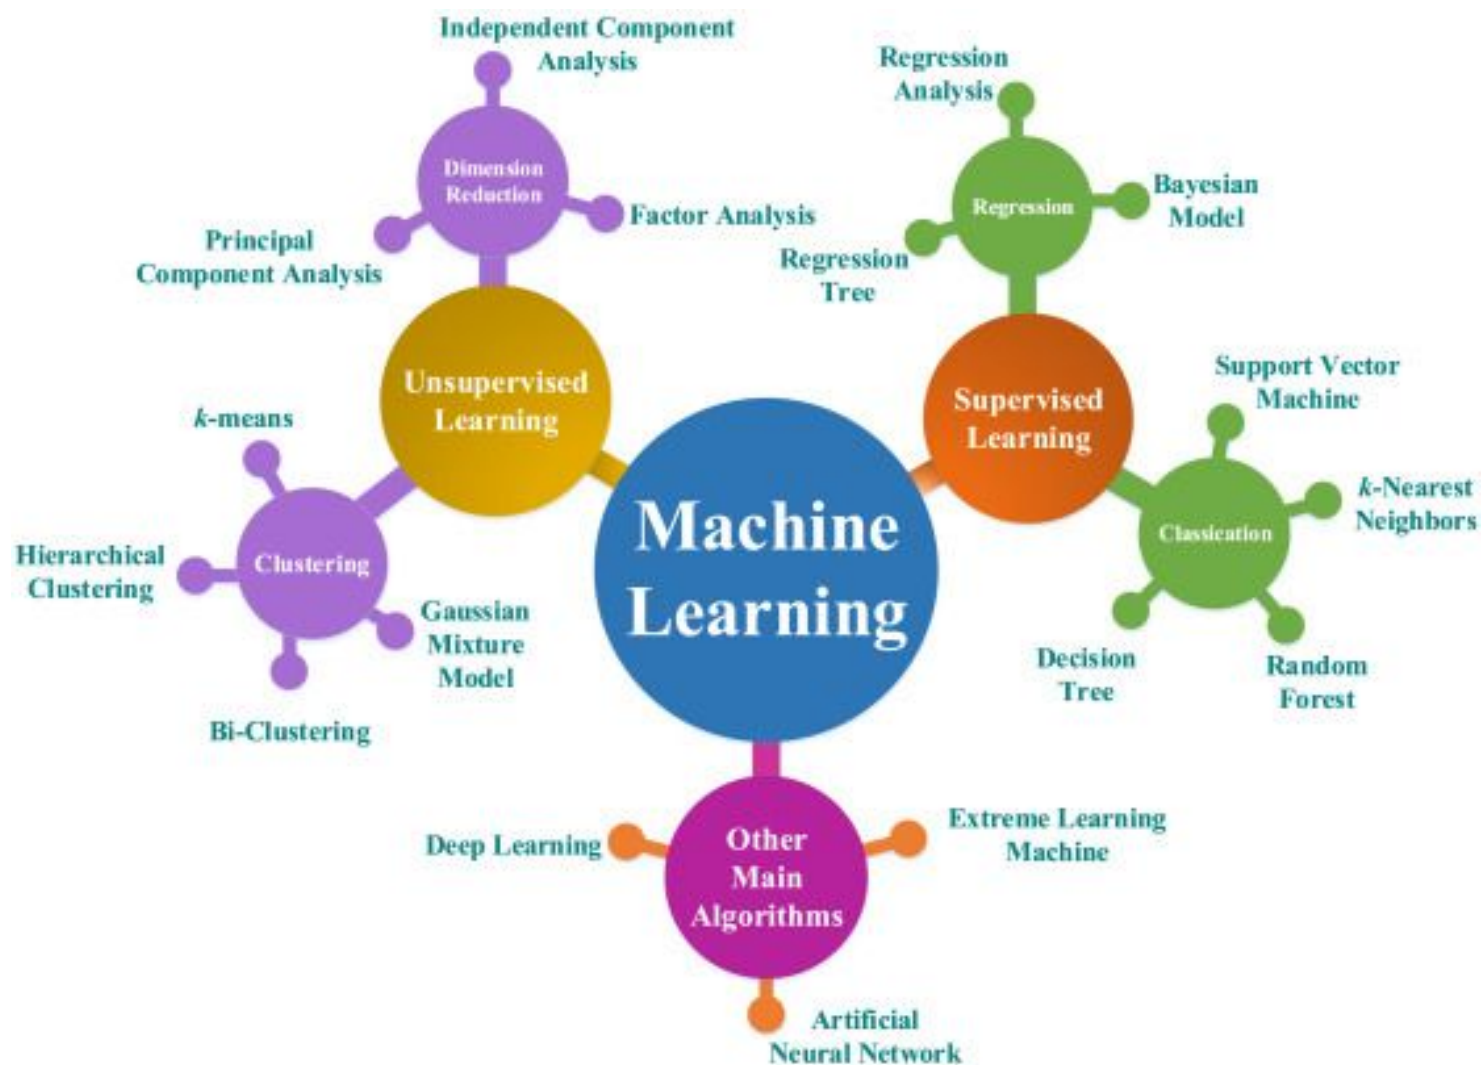 Independent Component
Analysis
Dimension
Reduction
Factor Analysis
Principal
Component Analysis
Unsupervised
Learning
k-means
Clustering
Hierarchical
Clustering
Gaussian
Mixture
Model
Bi-Clustering
Machine
Learning
Regression
Analysis
Regression
Bayesian
Model
Regression
Tree
Supervised
Learning
Support Vector
Machine
Classication
k-Nearest
Neighbors
Decision
Tree
Random
Forest
Other
Main
Algorithms
Deep Learning
Extreme Learning
Machine
Artificial
Neural Network